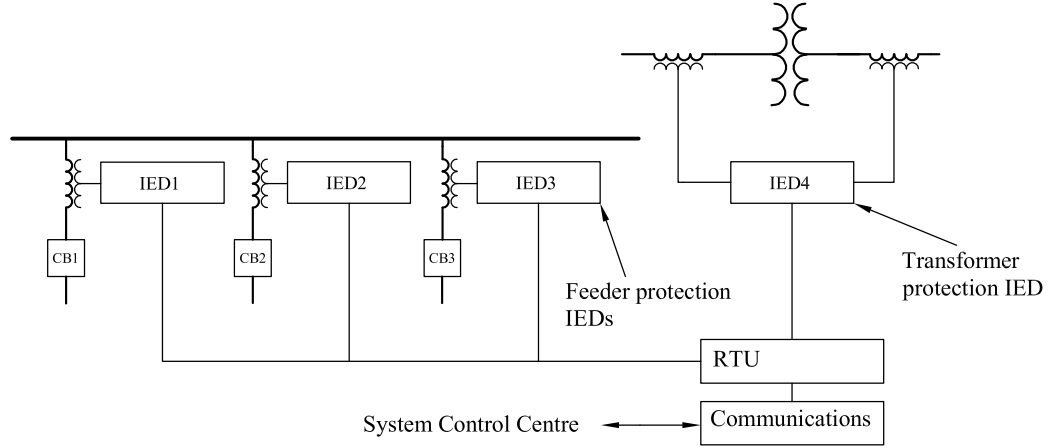 IED1
IED2
IED3
IED4
CB1
CB2
CB3
Feeder protection
IEDs
Transformer
protection IED
RTU
Communications
System Control Centre